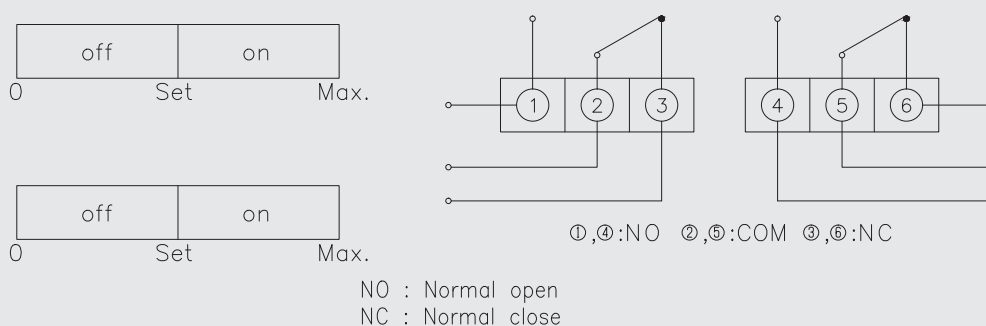 off on
0 Set Max.
1 2 3 4 5 6
off on
0 Set Max.
①,④:NO ②,⑤:COM ③,⑥:NC
NO : Normal open
NC : Normal close